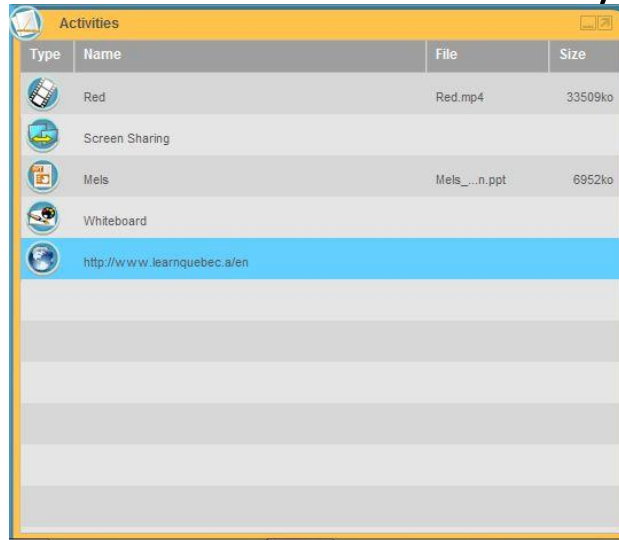 Activities
Type Name File Size
Red Red.mp4 33509ko
Screen Sharing
Mels Mels_...n.ppt 6952ko
Whiteboard
http://www.learnquebec.a/en